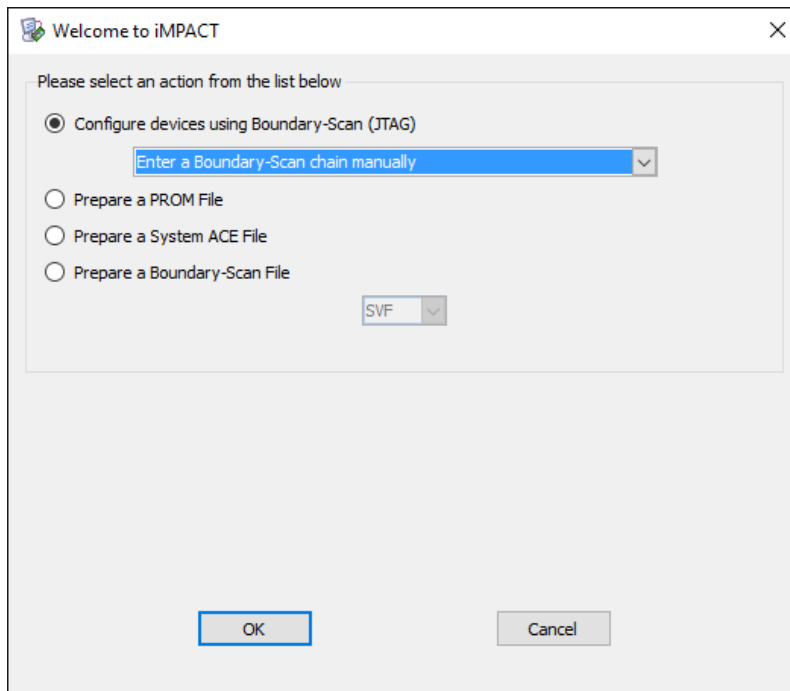 Welcome to iMPACT
Please select an action from the list below
Configure devices using Boundary-Scan (JTAG)
Enter a Boundary-Scan chain manually
Prepare a PROM File
Prepare a System ACE File
Prepare a Boundary-Scan File
SVF
OK
Cancel